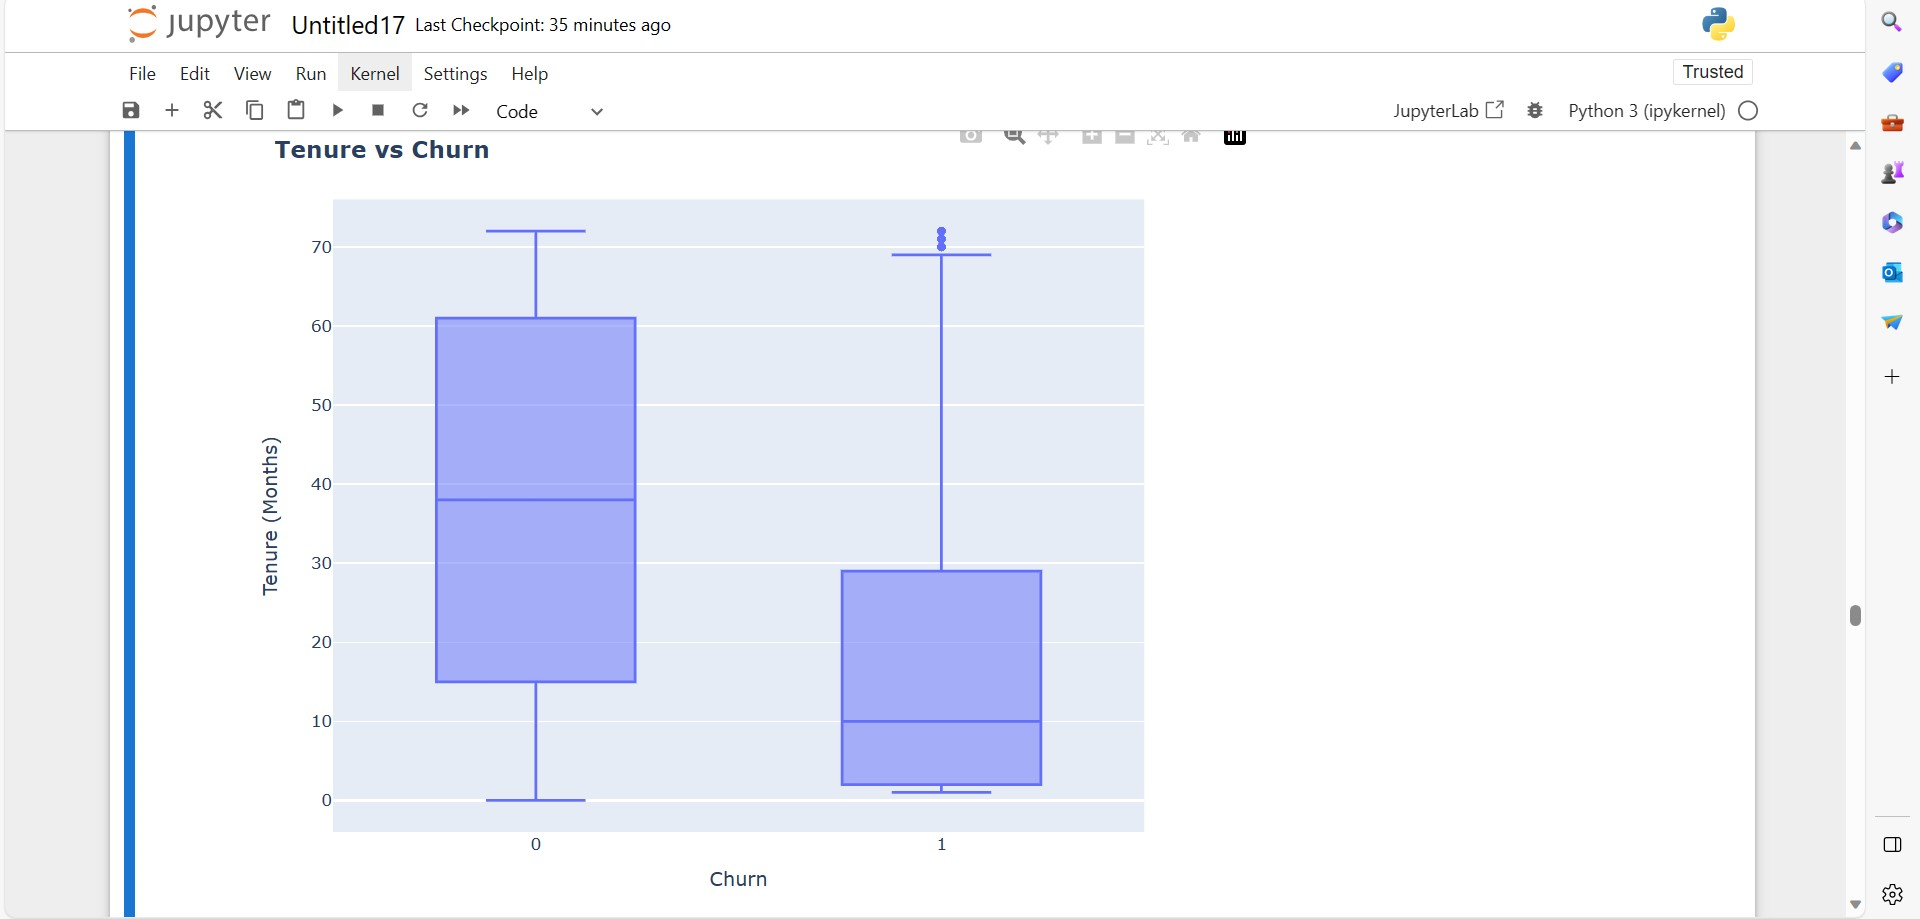 jupyter Untitled17 Last Checkpoint: 35 minutes ago
File Edit View Run Kernel Settings Help
Trusted
Code
JupyterLab
Python 3 (ipykernel)
Tenure vs Churn
70
60
50
40
30
20
10
0
Tenure (Months)
0 1
Churn